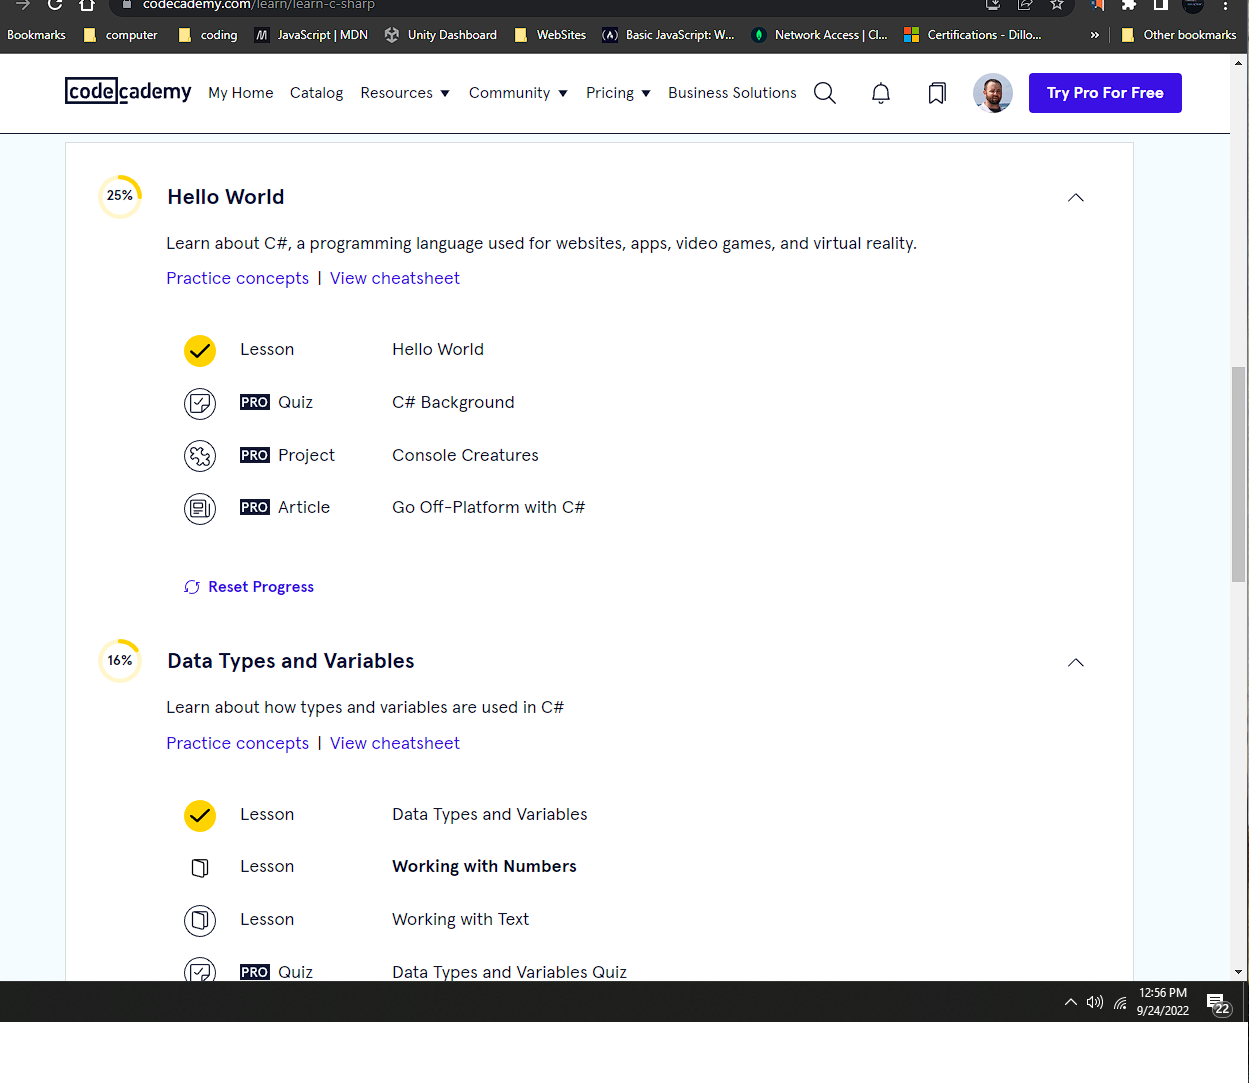 codecademy.com/learn/learn-c-sharp
Bookmarks computer coding JavaScript | MDN Unity Dashboard WebSites Basic JavaScript: W... Network Access | Cl... Certifications - Dillo... » Other bookmarks
codecademy My Home Catalog Resources Community Pricing Business Solutions Try Pro For Free
25% Hello World
Learn about C#, a programming language used for websites, apps, video games, and virtual reality.
Practice concepts | View cheatsheet
Lesson Hello World
PRO Quiz C# Background
PRO Project Console Creatures
PRO Article Go Off-Platform with C#
Reset Progress
16% Data Types and Variables
Learn about how types and variables are used in C#
Practice concepts | View cheatsheet
Lesson Data Types and Variables
Lesson Working with Numbers
Lesson Working with Text
PRO Quiz Data Types and Variables Quiz
12:56 PM
9/24/2022
22